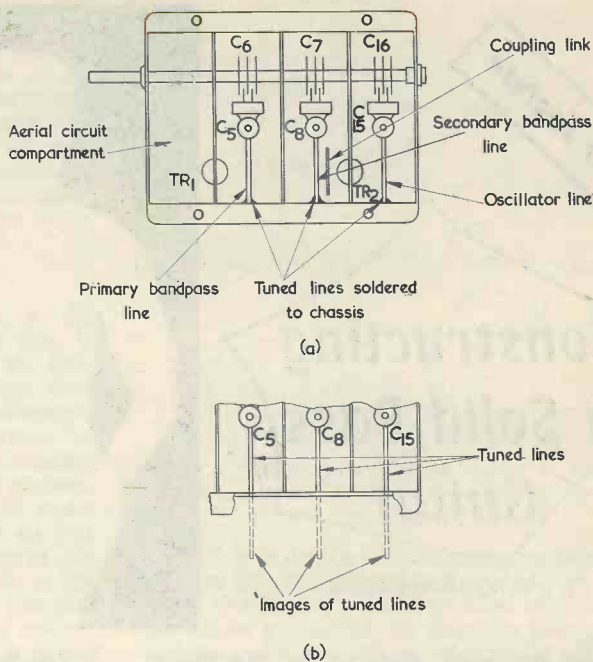 C6
C7
C16
Coupling link
Aerial circuit
compartment
C5
C8
C15
Secondary bandpass
line
TR1
TR2
Oscillator line
Primary bandpass
line
Tuned lines soldered
to chassis
(a)
C5
C8
C15
Tuned lines
Images of tuned lines
(b)